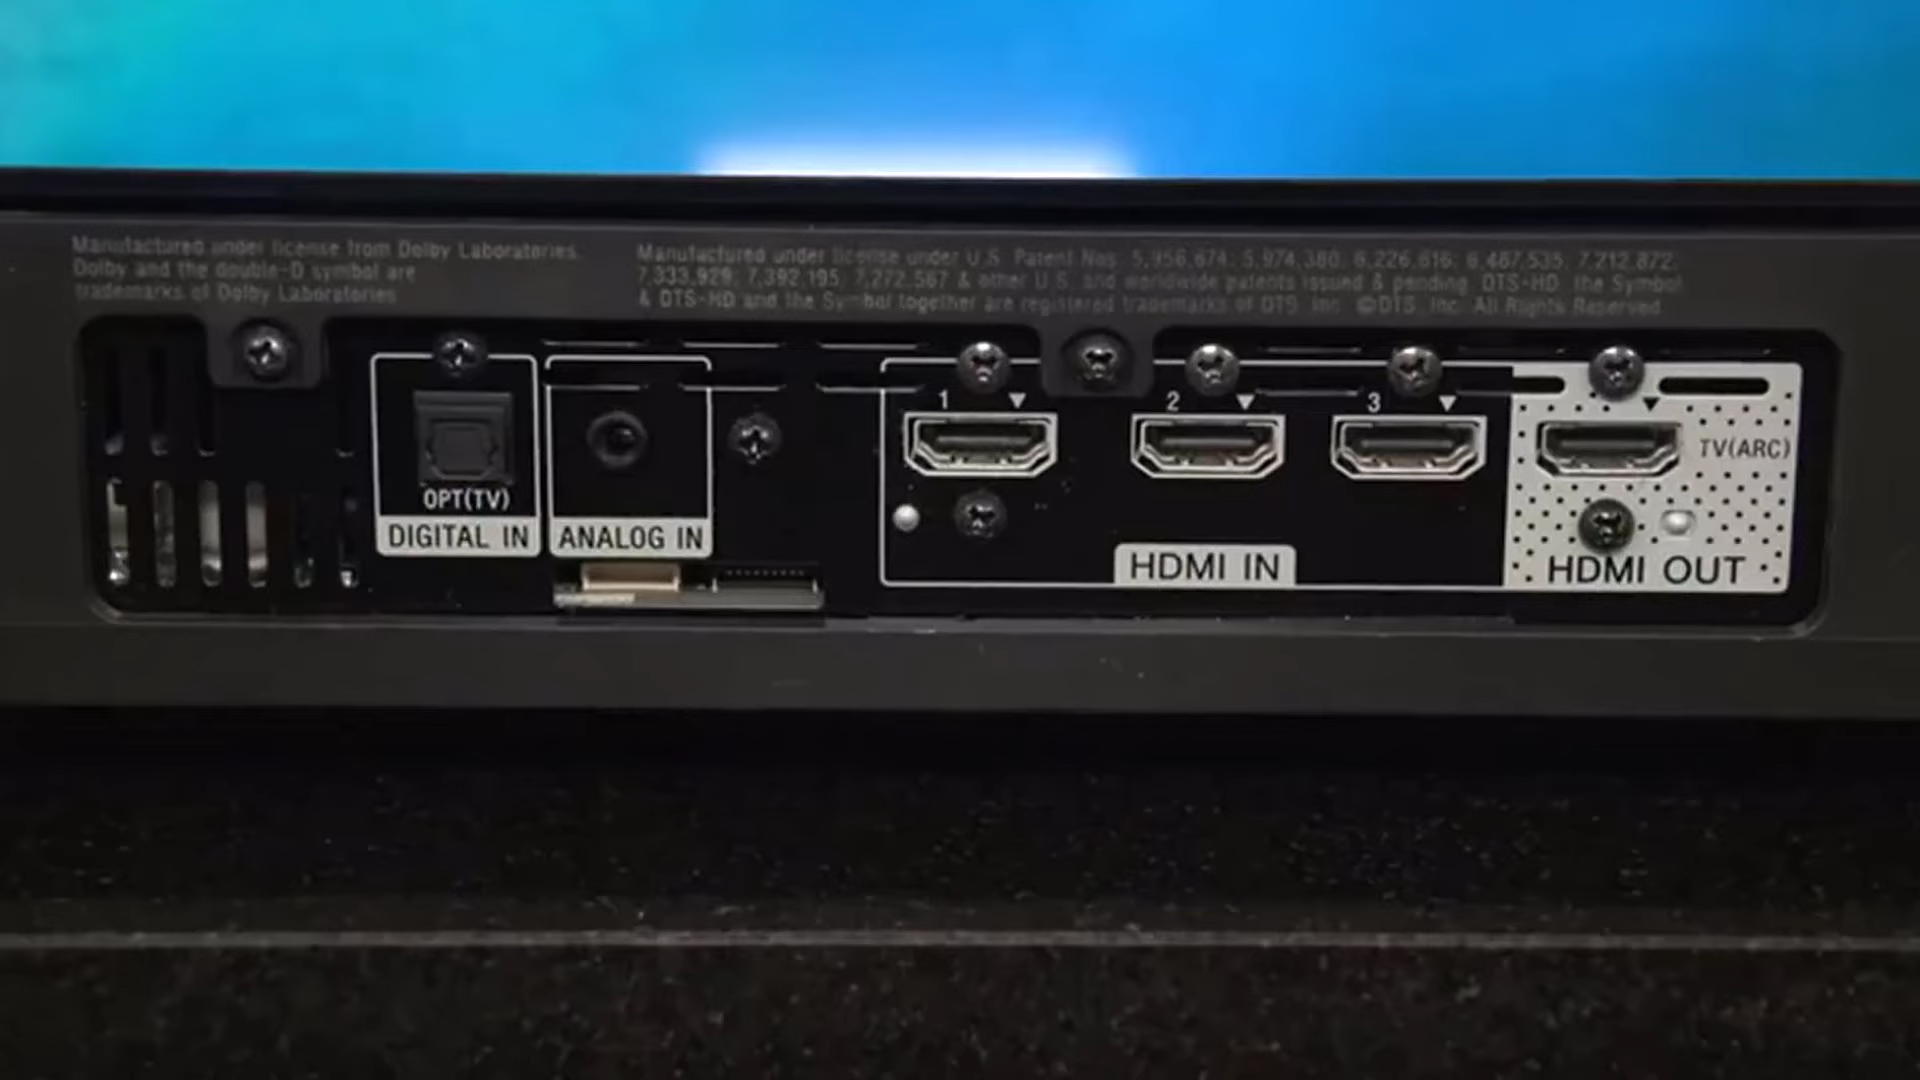 Manufactured under license from Dolby Laboratories.
Dolby and the double-D symbol are
trademarks of Dolby Laboratories
Manufactured under license under U.S. Patent Nos: 5,956,674; 5,974,380; 6,226,616; 6,487,535; 7,212,872;
7,333,929; 7,392,195; 7,272,567 & other U.S. and worldwide patents issued & pending. DTS-HD, the Symbol
& DTS-HD and the Symbol together are registered trademarks of DTS, Inc. ©DTS, Inc. All Rights Reserved.
OPT(TV)
DIGITAL IN
ANALOG IN
1 ▼
2 ▼
3 ▼
HDMI IN
▼
TV(ARC)
HDMI OUT